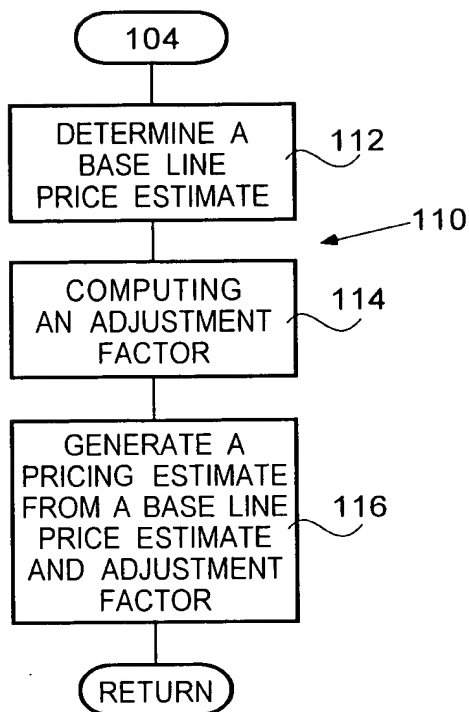 104
DETERMINE A
BASE LINE
PRICE ESTIMATE
112
110
COMPUTING
AN ADJUSTMENT
FACTOR
114
GENERATE A
PRICING ESTIMATE
FROM A BASE LINE
PRICE ESTIMATE
AND ADJUSTMENT
FACTOR
116
RETURN